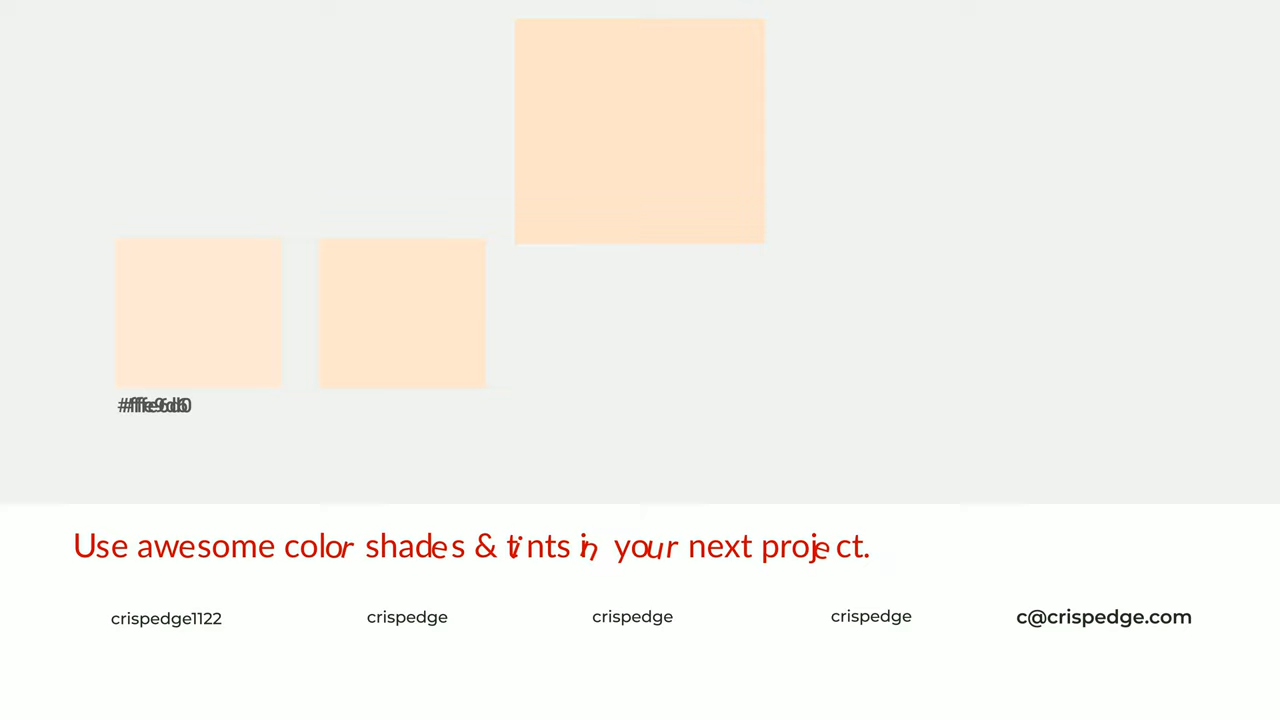 Use awesome color shades & tints in your next project.
crispedge1122 crispedge crispedge crispedge c@crispedge.com